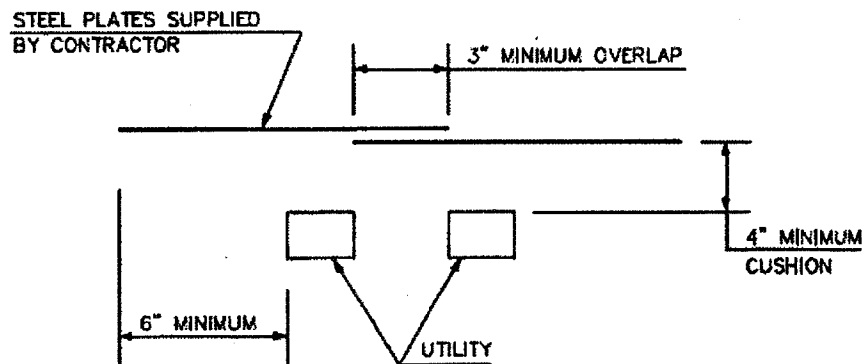 STEEL PLATES SUPPLIED
BY CONTRACTOR
3" MINIMUM OVERLAP
4" MINIMUM
CUSHION
6" MINIMUM
UTILITY